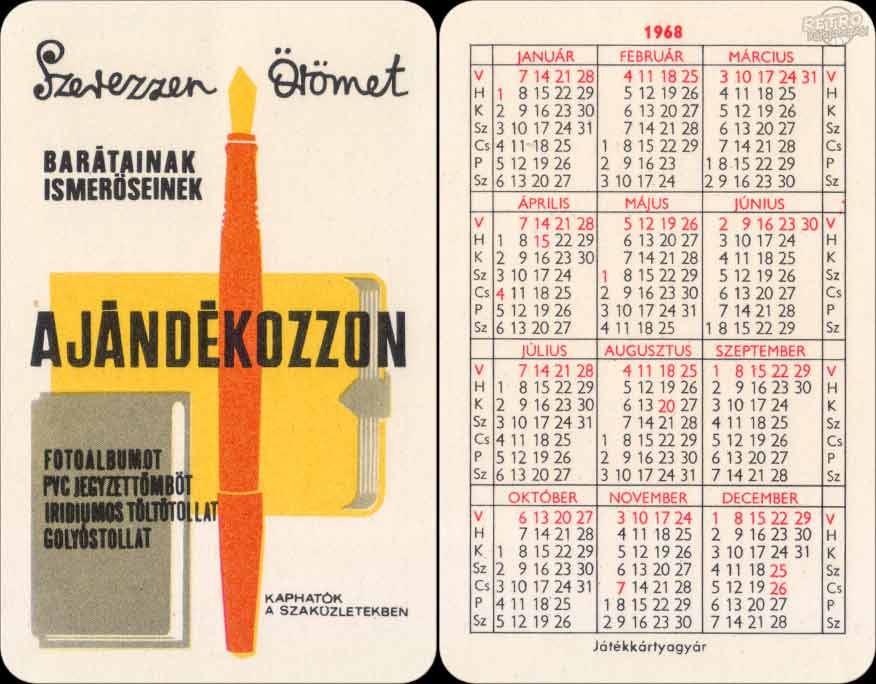 Szerezzen Örömet
BARÁTAINAK
ISMERÖSEINEK
AJÁNDÉKOZZON
FOTOALBUMOT
PVC JEGYZETTÖMBÖT
IRIDIUMOS TÖLTÖTOLLAT
GOLYÓSTOLLAT
KAPHATÓK
A SZAKÜZLETEKBEN
RETRO
1968
JANUÁR FEBRUÁR MÁRCIUS
V 7 14 21 28 4 11 18 25 3 10 17 24 31 V
H 1 8 15 22 29 5 12 19 26 4 11 18 25 H
K 2 9 16 23 30 6 13 20 27 5 12 19 26 K
Sz 3 10 17 24 31 7 14 21 28 6 13 20 27 Sz
Cs 4 11 18 25 1 8 15 22 29 7 14 21 28 Cs
P 5 12 19 26 2 9 16 23 1 8 15 22 29 P
Sz 6 13 20 27 3 10 17 24 2 9 16 23 30 Sz
ÁPRILIS MÁJUS JÚNIUS
V 7 14 21 28 5 12 19 26 2 9 16 23 30 V
H 1 8 15 22 29 6 13 20 27 3 10 17 24 H
K 2 9 16 23 30 7 14 21 28 4 11 18 25 K
Sz 3 10 17 24 1 8 15 22 29 5 12 19 26 Sz
Cs 4 11 18 25 2 9 16 23 30 6 13 20 27 Cs
P 5 12 19 26 3 10 17 24 31 7 14 21 28 P
Sz 6 13 20 27 4 11 18 25 1 8 15 22 29 Sz
JÚLIUS AUGUSZTUS SZEPTEMBER
V 7 14 21 28 4 11 18 25 1 8 15 22 29 V
H 1 8 15 22 29 5 12 19 26 2 9 16 23 30 H
K 2 9 16 23 30 6 13 20 27 3 10 17 24 K
Sz 3 10 17 24 31 7 14 21 28 4 11 18 25 Sz
Cs 4 11 18 25 1 8 15 22 29 5 12 19 26 Cs
P 5 12 19 26 2 9 16 23 30 6 13 20 27 P
Sz 6 13 20 27 3 10 17 24 31 7 14 21 28 Sz
OKTÓBER NOVEMBER DECEMBER
V 6 13 20 27 3 10 17 24 1 8 15 22 29 V
H 7 14 21 28 4 11 18 25 2 9 16 23 30 H
K 1 8 15 22 29 5 12 19 26 3 10 17 24 31 K
Sz 2 9 16 23 30 6 13 20 27 4 11 18 25 Sz
Cs 3 10 17 24 31 7 14 21 28 5 12 19 26 Cs
P 4 11 18 25 1 8 15 22 29 6 13 20 27 P
Sz 5 12 19 26 2 9 16 23 30 7 14 21 28 Sz
Játékkártyagyár